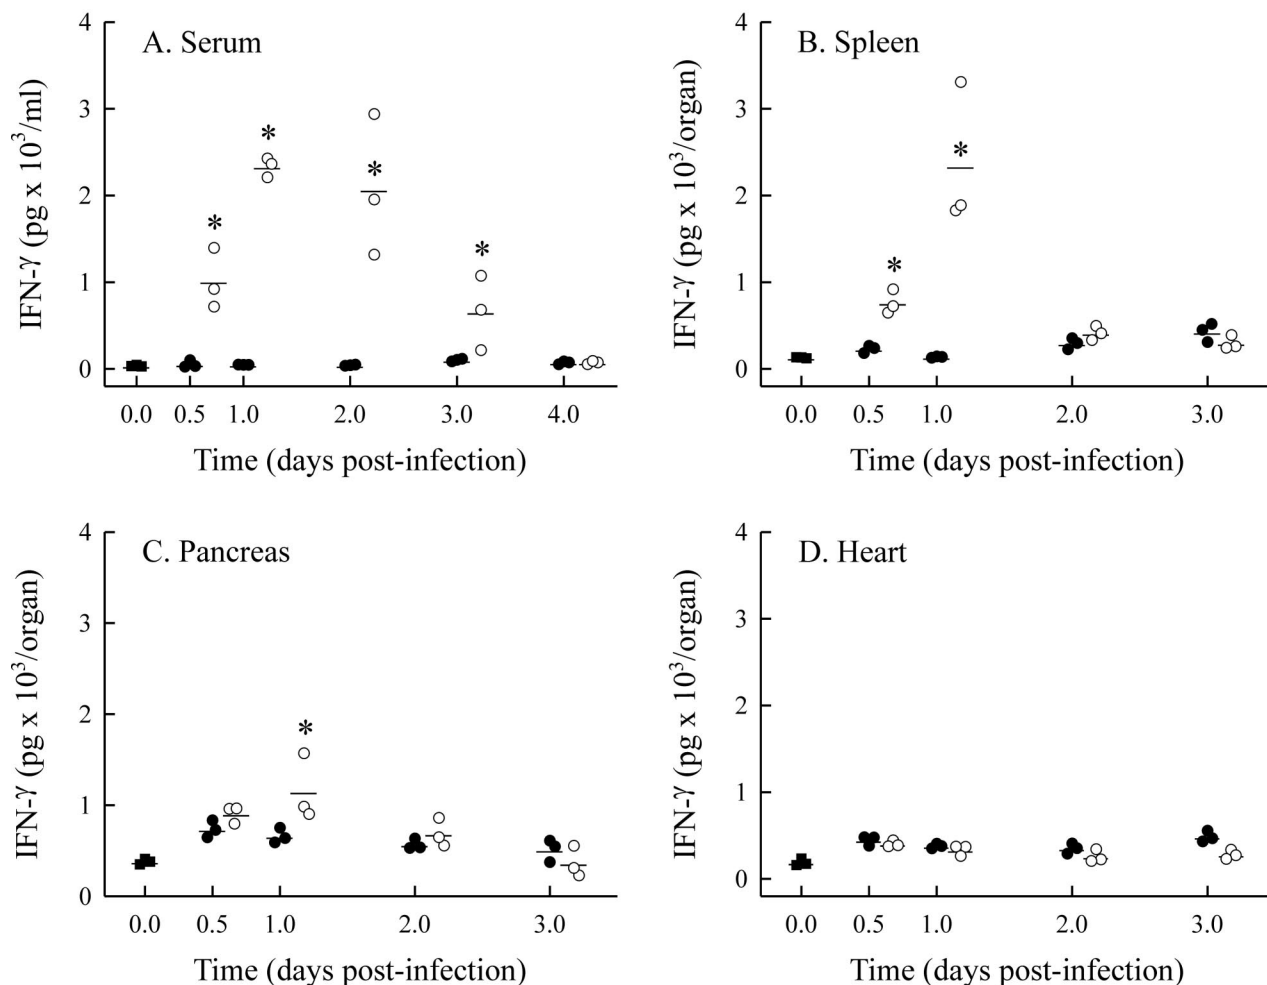 A. Serum
IFN-γ (pg x 10³/ml)
4
3
2
1
0
* * * *
0.0 0.5 1.0 2.0 3.0 4.0
Time (days post-infection)
B. Spleen
IFN-γ (pg x 10³/organ)
4
3
2
1
0
* *
0.0 0.5 1.0 2.0 3.0
Time (days post-infection)
C. Pancreas
IFN-γ (pg x 10³/organ)
4
3
2
1
0
*
0.0 0.5 1.0 2.0 3.0
Time (days post-infection)
D. Heart
IFN-γ (pg x 10³/organ)
4
3
2
1
0
0.0 0.5 1.0 2.0 3.0
Time (days post-infection)